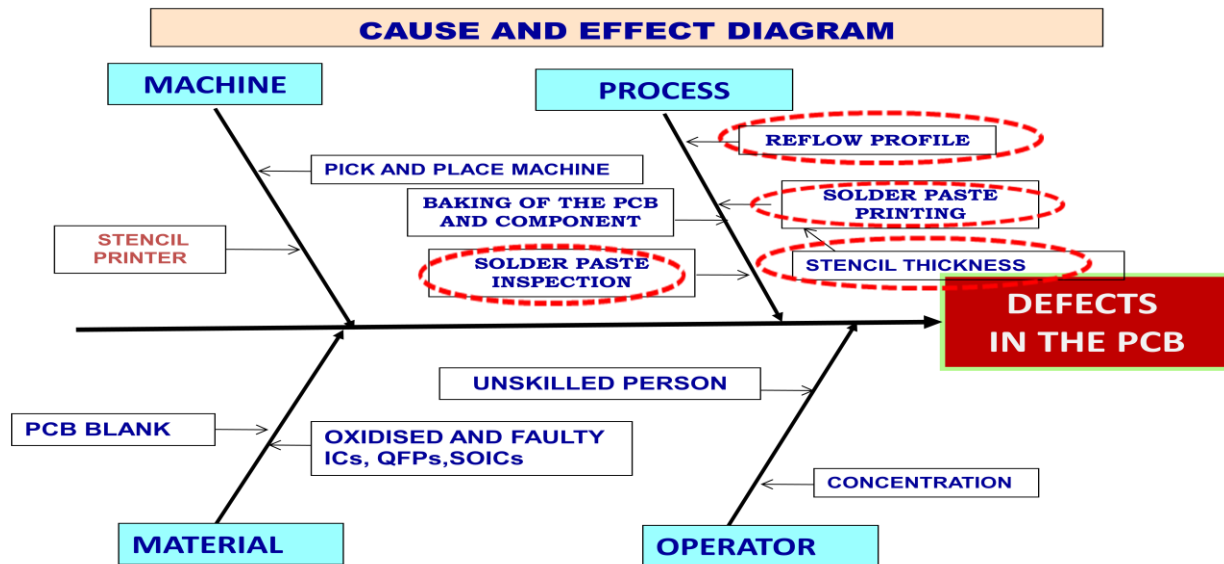 CAUSE AND EFFECT DIAGRAM
MACHINE
PROCESS
REFLOW PROFILE
PICK AND PLACE MACHINE
BAKING OF THE PCB
AND COMPONENT
SOLDER PASTE
PRINTING
STENCIL
PRINTER
SOLDER PASTE
INSPECTION
STENCIL THICKNESS
DEFECTS
IN THE PCB
UNSKILLED PERSON
PCB BLANK
OXIDISED AND FAULTY
ICs, QFPs,SOICs
CONCENTRATION
MATERIAL
OPERATOR